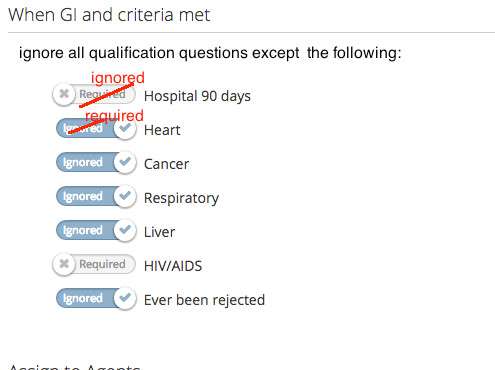 When GI and criteria met
ignore all qualification questions except the following:
ignored
Required Hospital 90 days
required
Ignored Heart
Ignored Cancer
Ignored Respiratory
Ignored Liver
Required HIV/AIDS
Ignored Ever been rejected
Assign to Agents